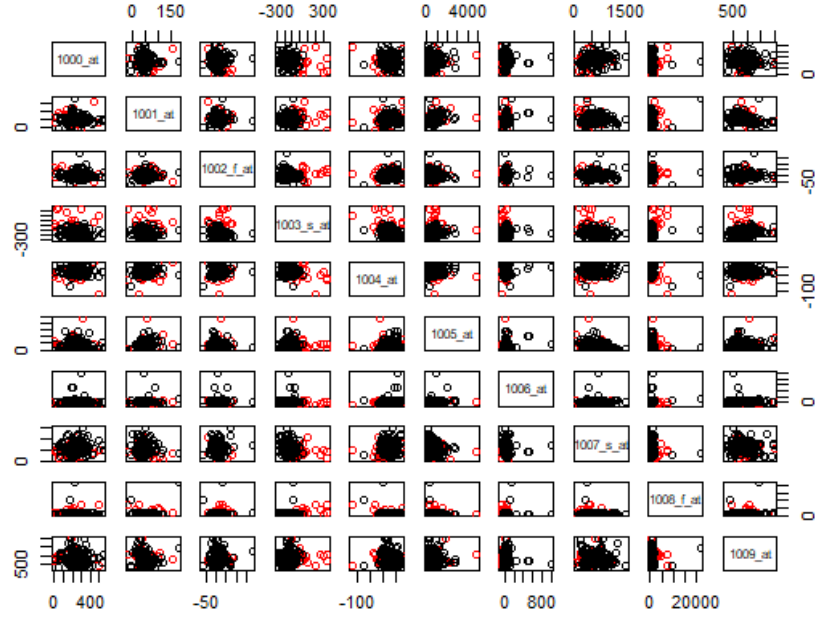 0 150 -300 300 0 4000 0 1500 500
1000_at 0
0 1001_at
1002_f_at -50
-300 1003_s_at
1004_at -100
0 1005_at
1006_at 0
0 1007_s_at
1008_f_at 0
500 1009_at
0 400 -50 -100 0 800 0 20000